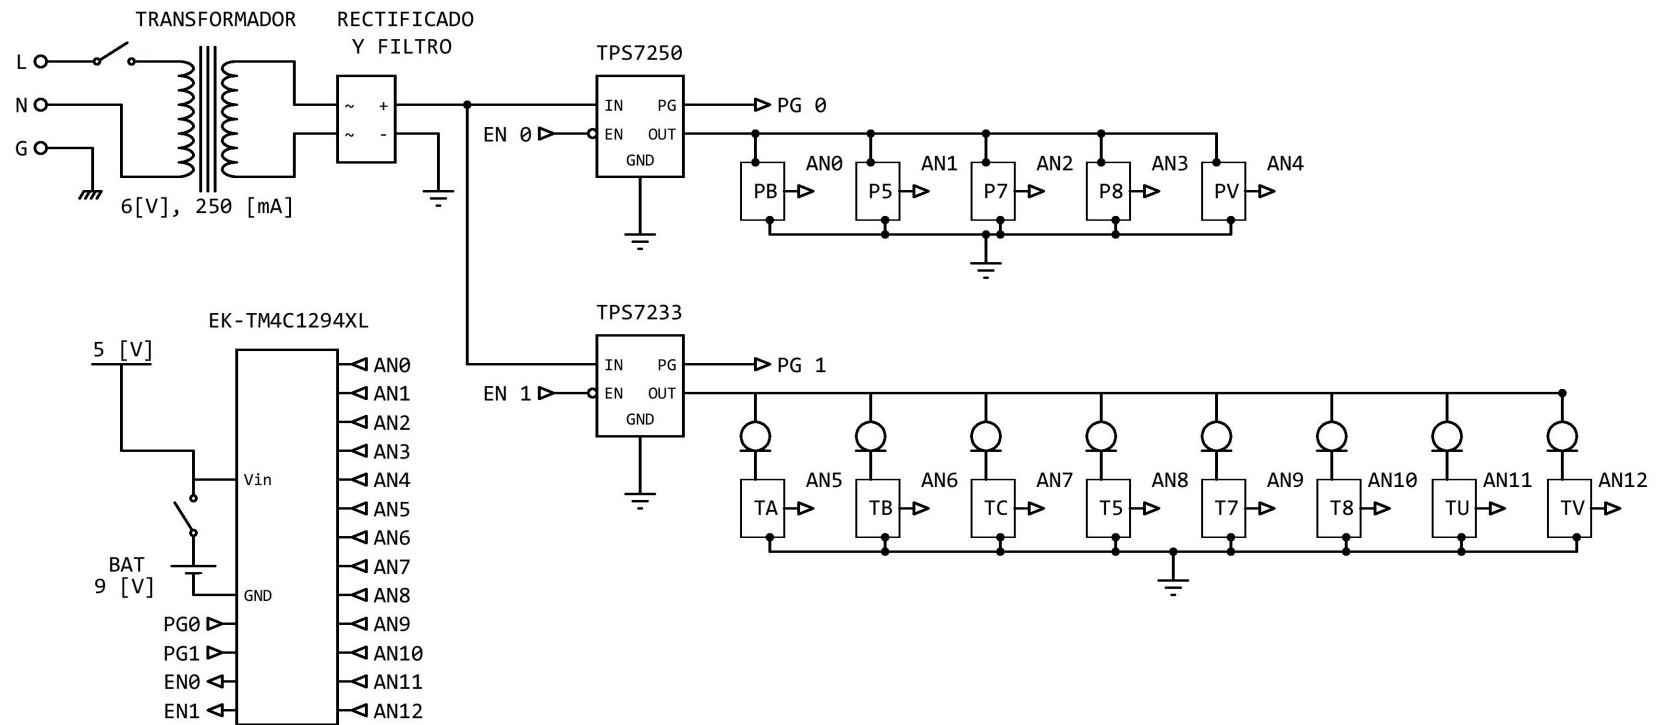 TRANSFORMADOR
RECTIFICADO
Y FILTRO
L
N
G
6[V], 250 [mA]
~ +
~ -
TPS7250
IN PG
EN OUT
GND
EN 0
PG 0
PB
AN0
P5
AN1
P7
AN2
P8
AN3
PV
AN4
TPS7233
IN PG
EN OUT
GND
EN 1
PG 1
TA
AN5
TB
AN6
TC
AN7
T5
AN8
T7
AN9
T8
AN10
TU
AN11
TV
AN12
EK-TM4C1294XL
5 [V]
Vin
BAT
9 [V]
GND
PG0
PG1
EN0
EN1
AN0
AN1
AN2
AN3
AN4
AN5
AN6
AN7
AN8
AN9
AN10
AN11
AN12